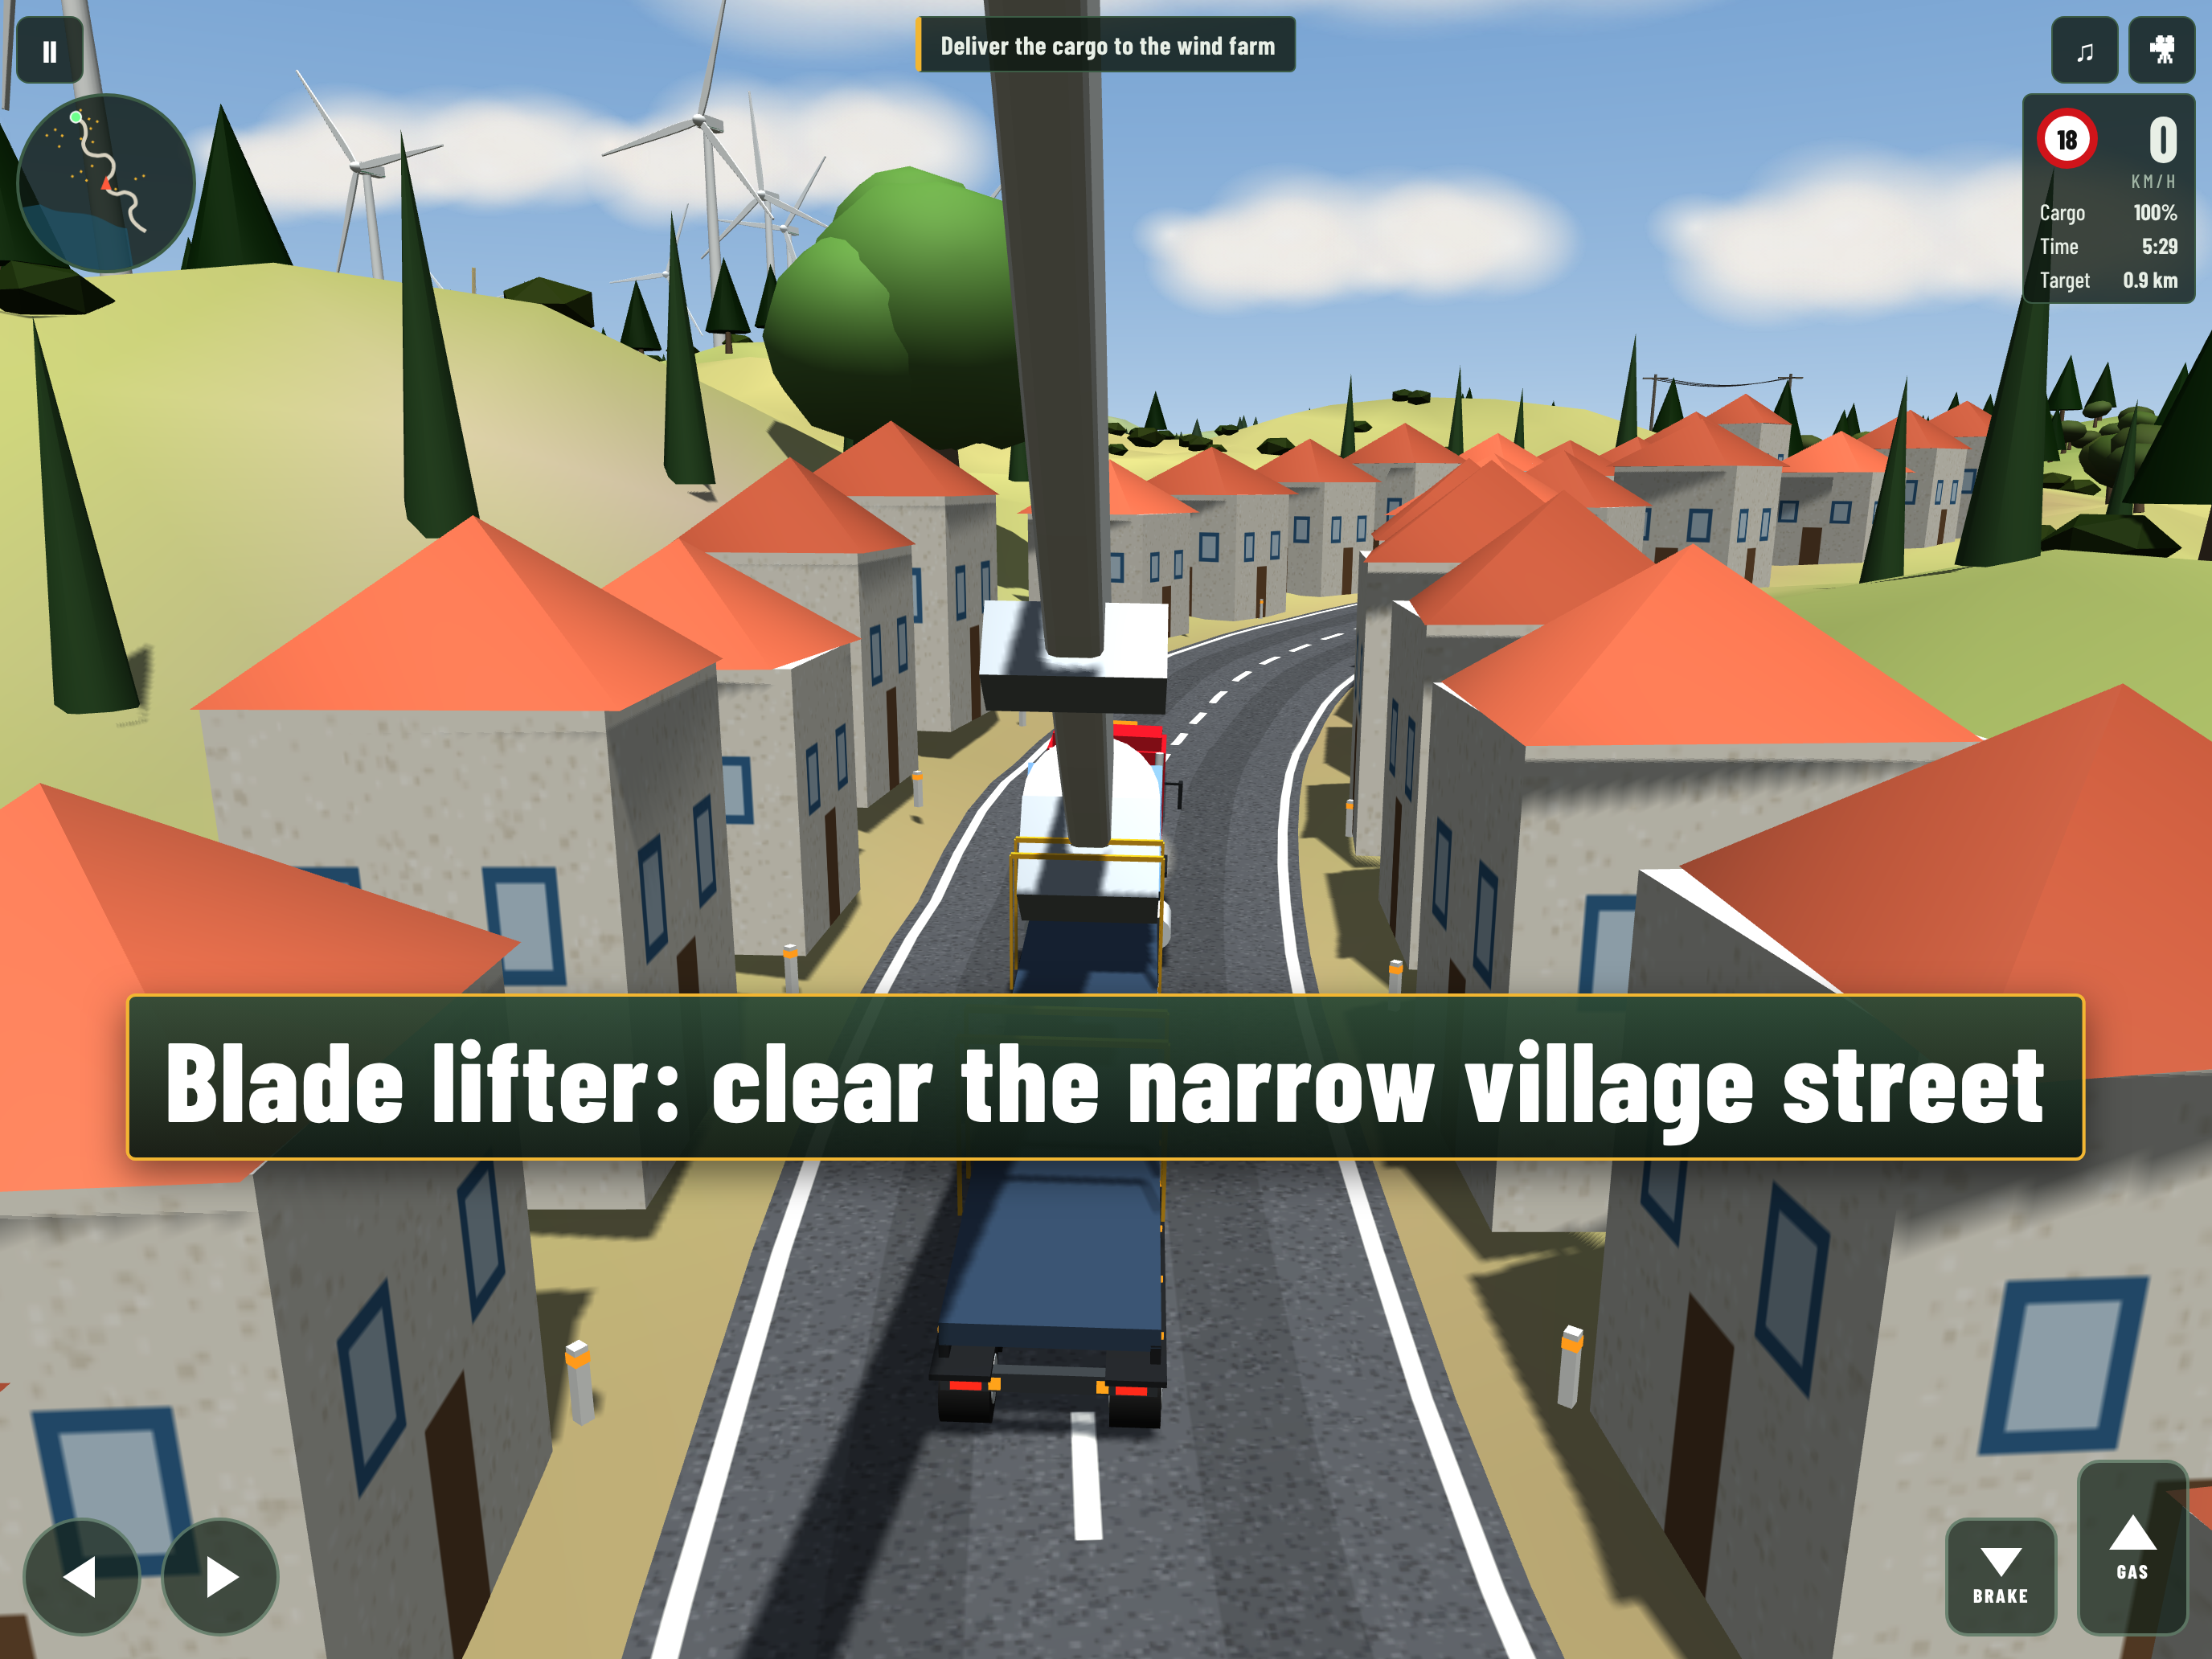 Deliver the cargo to the wind farm
18
0
KM/H
Cargo 100%
Time 5:29
Target 0.9 km
Blade lifter: clear the narrow village street
BRAKE
GAS